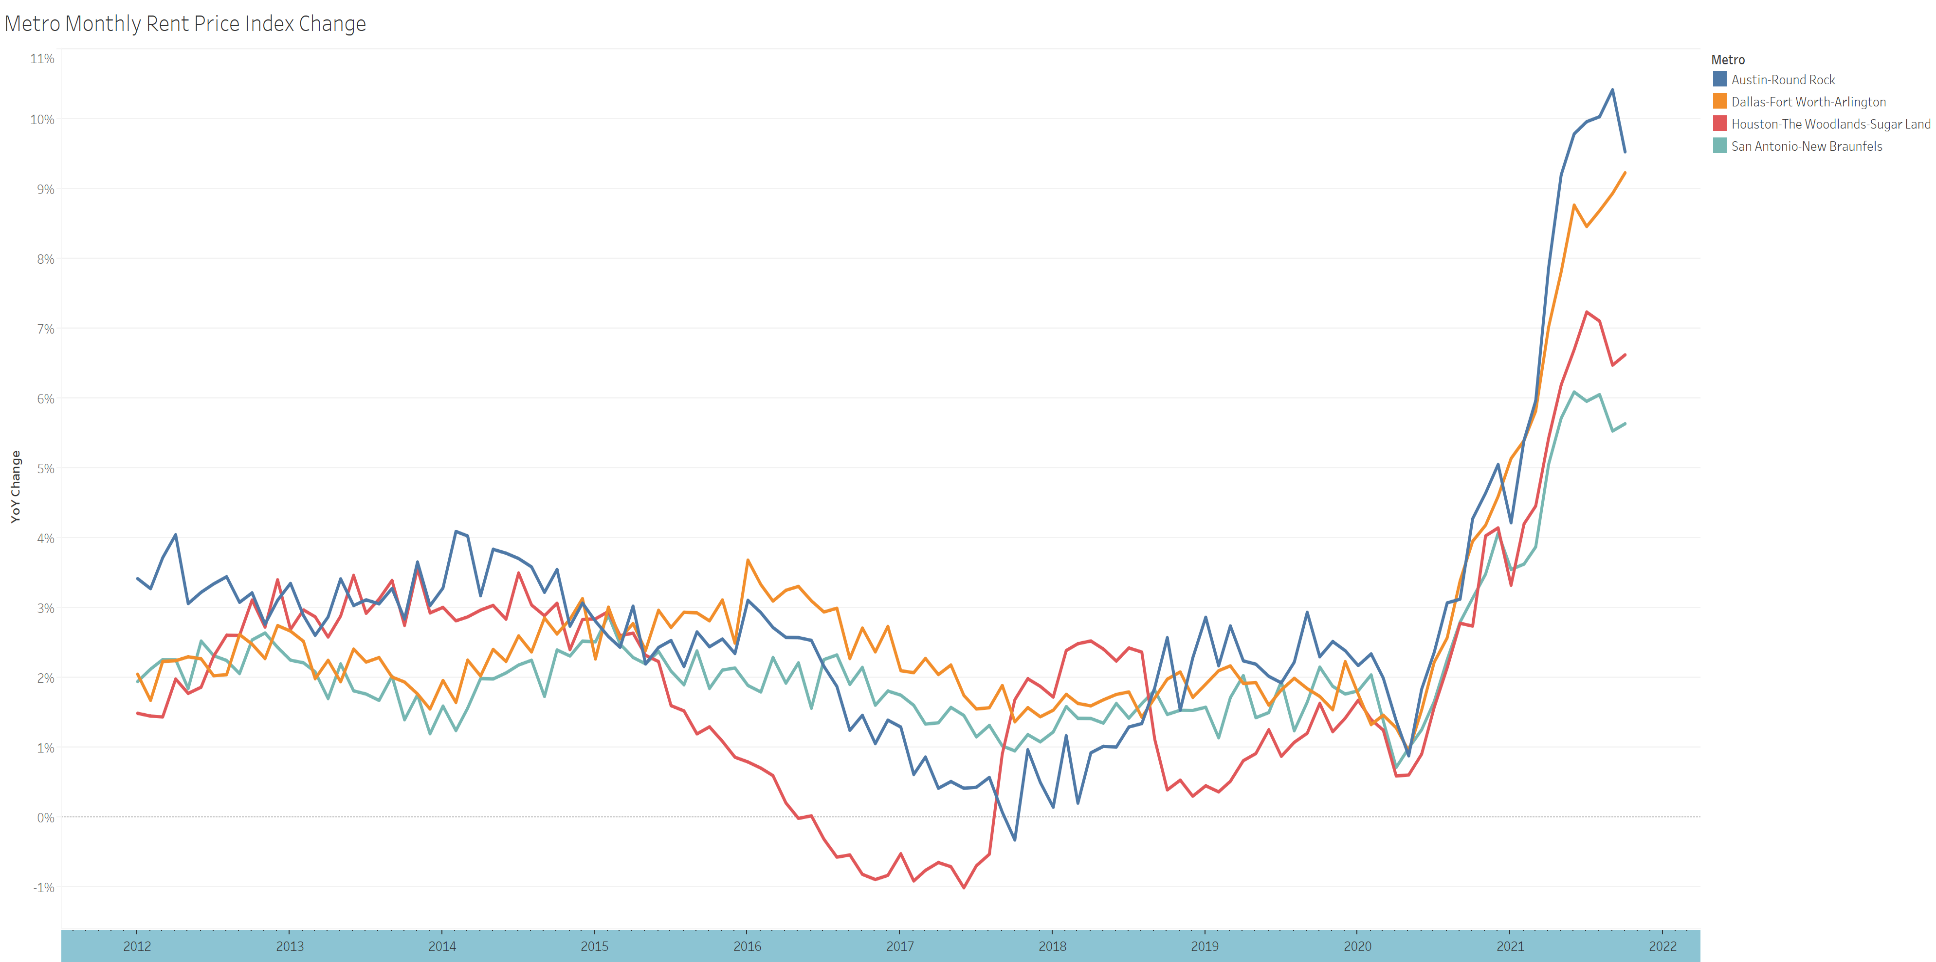 Metro Monthly Rent Price Index Change
11%
10%
9%
8%
7%
6%
5%
4%
3%
2%
1%
0%
-1%
YoY Change
2012 2013 2014 2015 2016 2017 2018 2019 2020 2021 2022
Metro
Austin-Round Rock
Dallas-Fort Worth-Arlington
Houston-The Woodlands-Sugar Land
San Antonio-New Braunfels